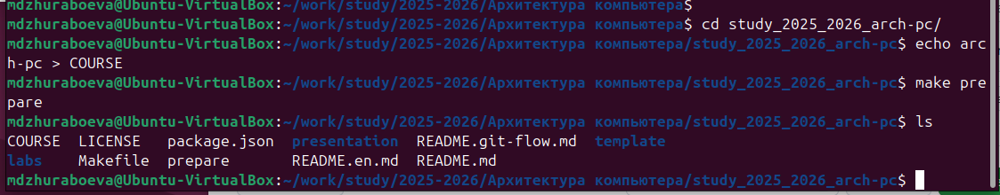 mdzhuraboeva@Ubuntu-VirtualBox:~/work/study/2025-2026/Архитектура компьютера$
mdzhuraboeva@Ubuntu-VirtualBox:~/work/study/2025-2026/Архитектура компьютера$ cd study_2025_2026_arch-pc/
mdzhuraboeva@Ubuntu-VirtualBox:~/work/study/2025-2026/Архитектура компьютера/study_2025_2026_arch-pc$ echo arc
h-pc > COURSE
mdzhuraboeva@Ubuntu-VirtualBox:~/work/study/2025-2026/Архитектура компьютера/study_2025_2026_arch-pc$ make pre
pare
mdzhuraboeva@Ubuntu-VirtualBox:~/work/study/2025-2026/Архитектура компьютера/study_2025_2026_arch-pc$ ls
COURSE  LICENSE   package.json  presentation  README.git-flow.md  template
labs    Makefile  prepare       README.en.md  README.md
mdzhuraboeva@Ubuntu-VirtualBox:~/work/study/2025-2026/Архитектура компьютера/study_2025_2026_arch-pc$